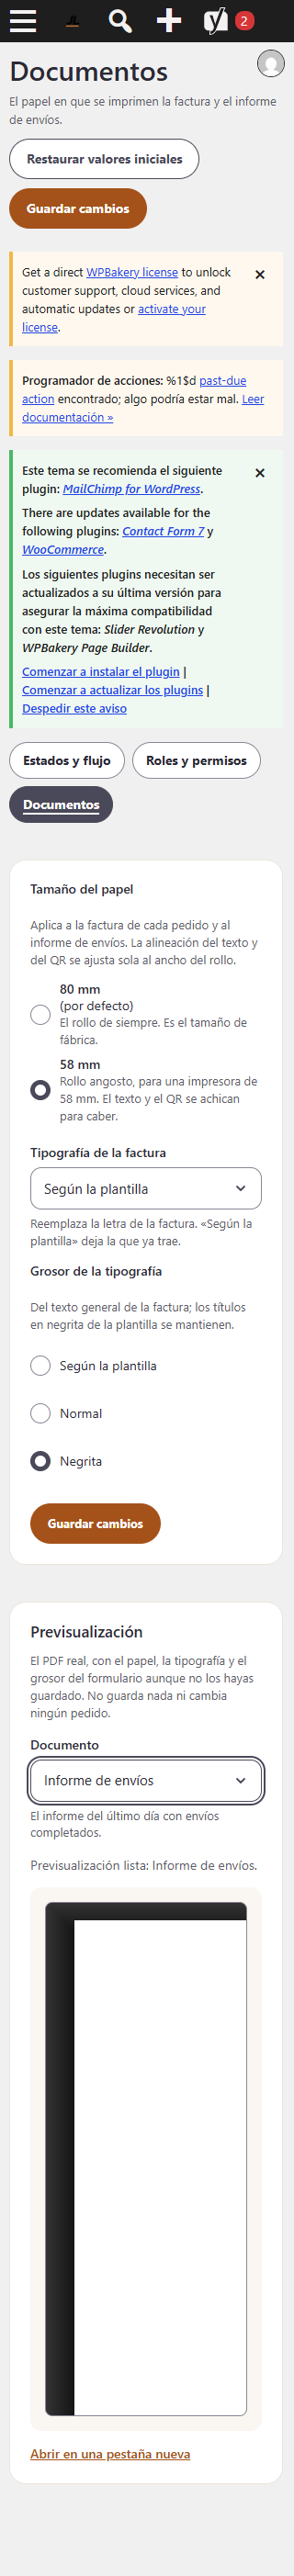 2
Documentos
El papel en que se imprimen la factura y el informe
de envíos.
Restaurar valores iniciales
Guardar cambios
Get a direct WPBakery license to unlock
customer support, cloud services, and
automatic updates or activate your
license.
Programador de acciones: %1$d past-due
action encontrado; algo podría estar mal. Leer
documentación »
Este tema se recomienda el siguiente
plugin: MailChimp for WordPress.
There are updates available for the
following plugins: Contact Form 7 y
WooCommerce.
Los siguientes plugins necesitan ser
actualizados a su última versión para
asegurar la máxima compatibilidad
con este tema: Slider Revolution y
WPBakery Page Builder.
Comenzar a instalar el plugin |
Comenzar a actualizar los plugins |
Despedir este aviso
Estados y flujo
Roles y permisos
Documentos
Tamaño del papel
Aplica a la factura de cada pedido y al
informe de envíos. La alineación del texto y
del QR se ajusta sola al ancho del rollo.
80 mm
(por defecto)
El rollo de siempre. Es el tamaño de
fábrica.
58 mm
Rollo angosto, para una impresora de
58 mm. El texto y el QR se achican
para caber.
Tipografía de la factura
Según la plantilla
Reemplaza la letra de la factura. «Según la
plantilla» deja la que ya trae.
Grosor de la tipografía
Del texto general de la factura; los títulos
en negrita de la plantilla se mantienen.
Según la plantilla
Normal
Negrita
Guardar cambios
Previsualización
El PDF real, con el papel, la tipografía y el
grosor del formulario aunque no los hayas
guardado. No guarda nada ni cambia
ningún pedido.
Documento
Informe de envíos
El informe del último día con envíos
completados.
Previsualización lista: Informe de envíos.
Abrir en una pestaña nueva